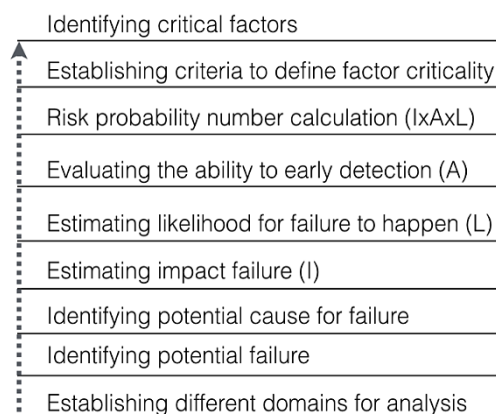 Identifying critical factors
Establishing criteria to define factor criticality
Risk probability number calculation (IxAxL)
Evaluating the ability to early detection (A)
Estimating likelihood for failure to happen (L)
Estimating impact failure (I)
Identifying potential cause for failure
Identifying potential failure
Establishing different domains for analysis